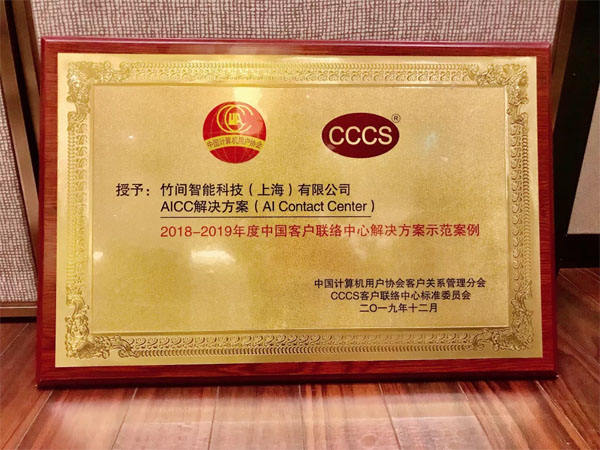 CCUA
中国计算机用户协会
CCCS®
授予：竹间智能科技（上海）有限公司
AICC解决方案（AI Contact Center）
2018-2019年度中国客户联络中心解决方案示范案例
中国计算机用户协会客户关系管理分会
CCCS客户联络中心标准委员会
二〇一九年十二月